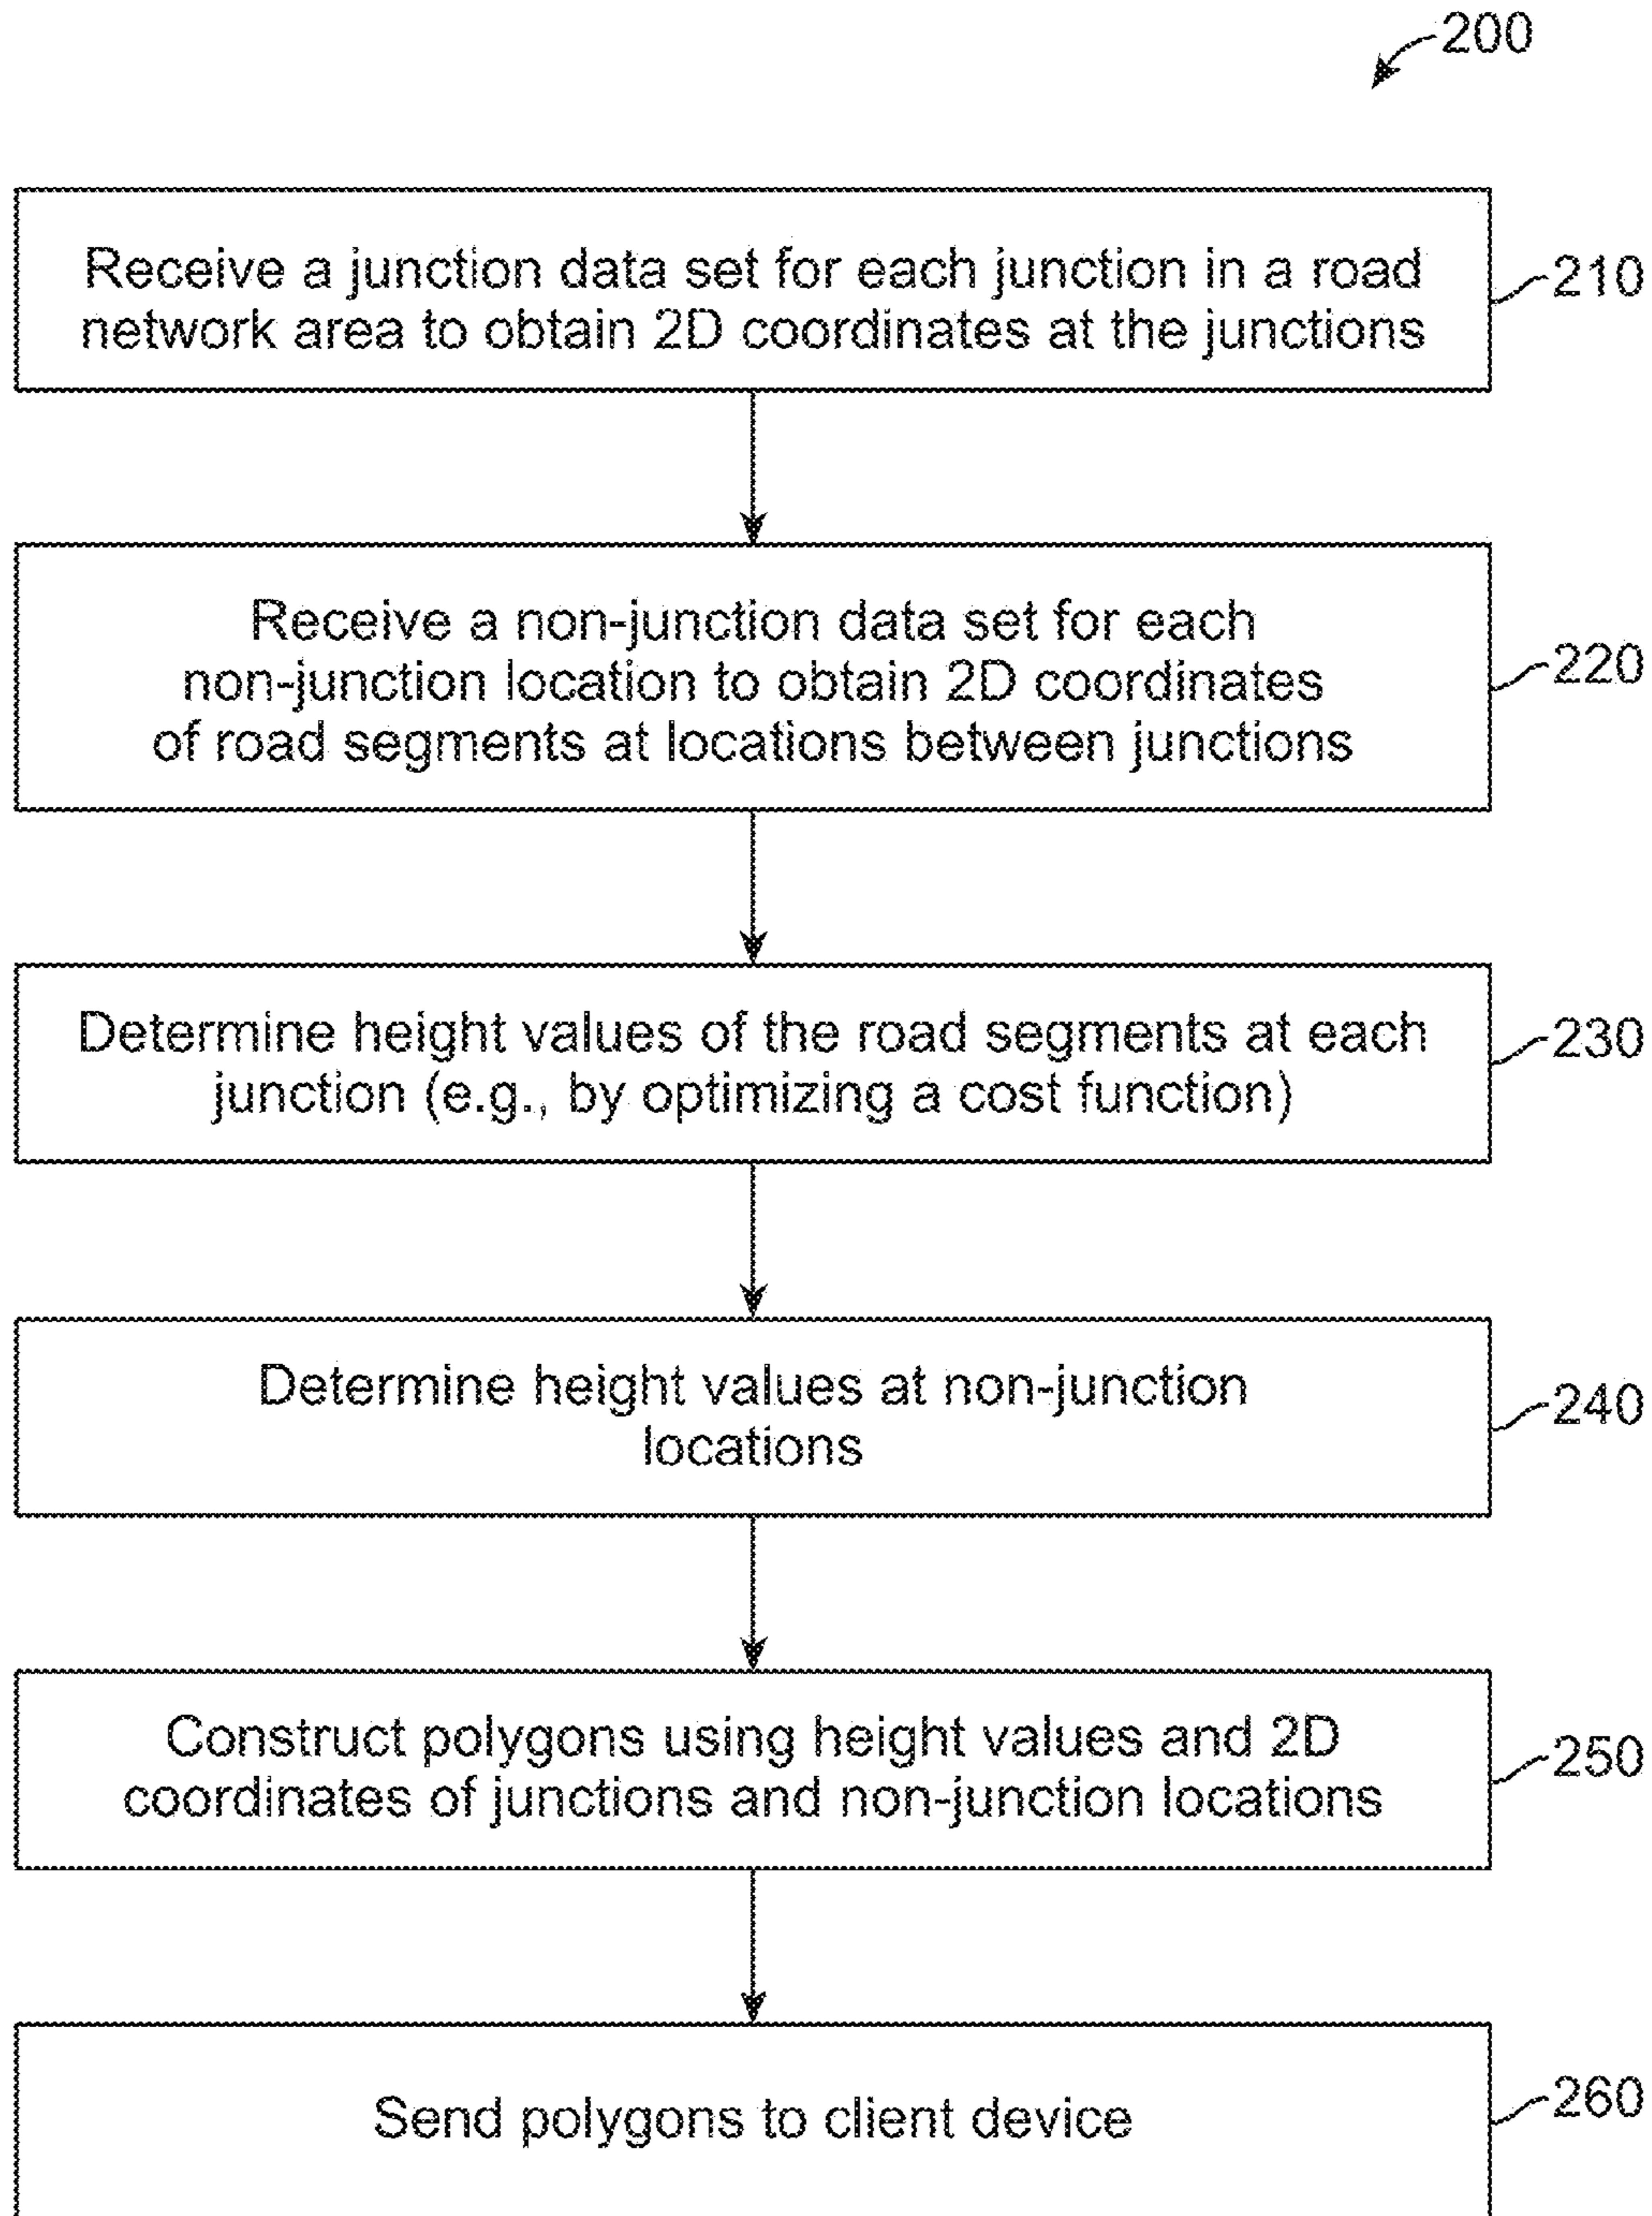 200
Receive a junction data set for each junction in a road
network area to obtain 2D coordinates at the junctions
210
Receive a non-junction data set for each
non-junction location to obtain 2D coordinates
of road segments at locations between junctions
220
Determine height values of the road segments at each
junction (e.g., by optimizing a cost function)
230
Determine height values at non-junction
locations
240
Construct polygons using height values and 2D
coordinates of junctions and non-junction locations
250
Send polygons to client device
260